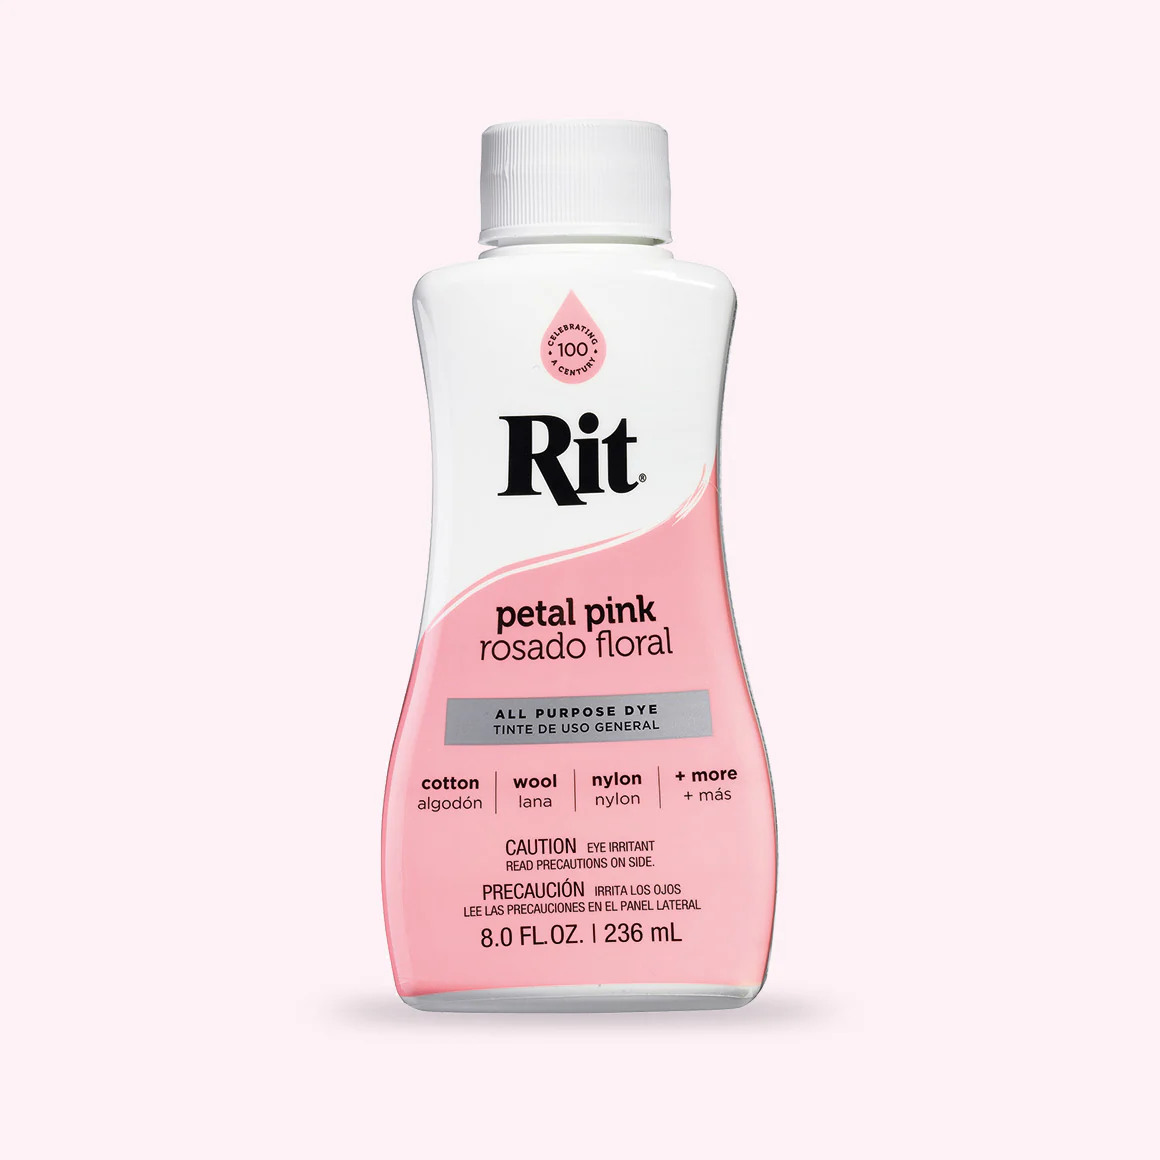 CELEBRATING
100
A CENTURY
Rit®
petal pink
rosado floral
ALL PURPOSE DYE
TINTE DE USO GENERAL
cotton | wool | nylon | + more
algodón | lana | nylon | + más
CAUTION EYE IRRITANT
READ PRECAUTIONS ON SIDE.
PRECAUCIÓN IRRITA LOS OJOS
LEE LAS PRECAUCIONES EN EL PANEL LATERAL
8.0 FL.OZ. | 236 mL